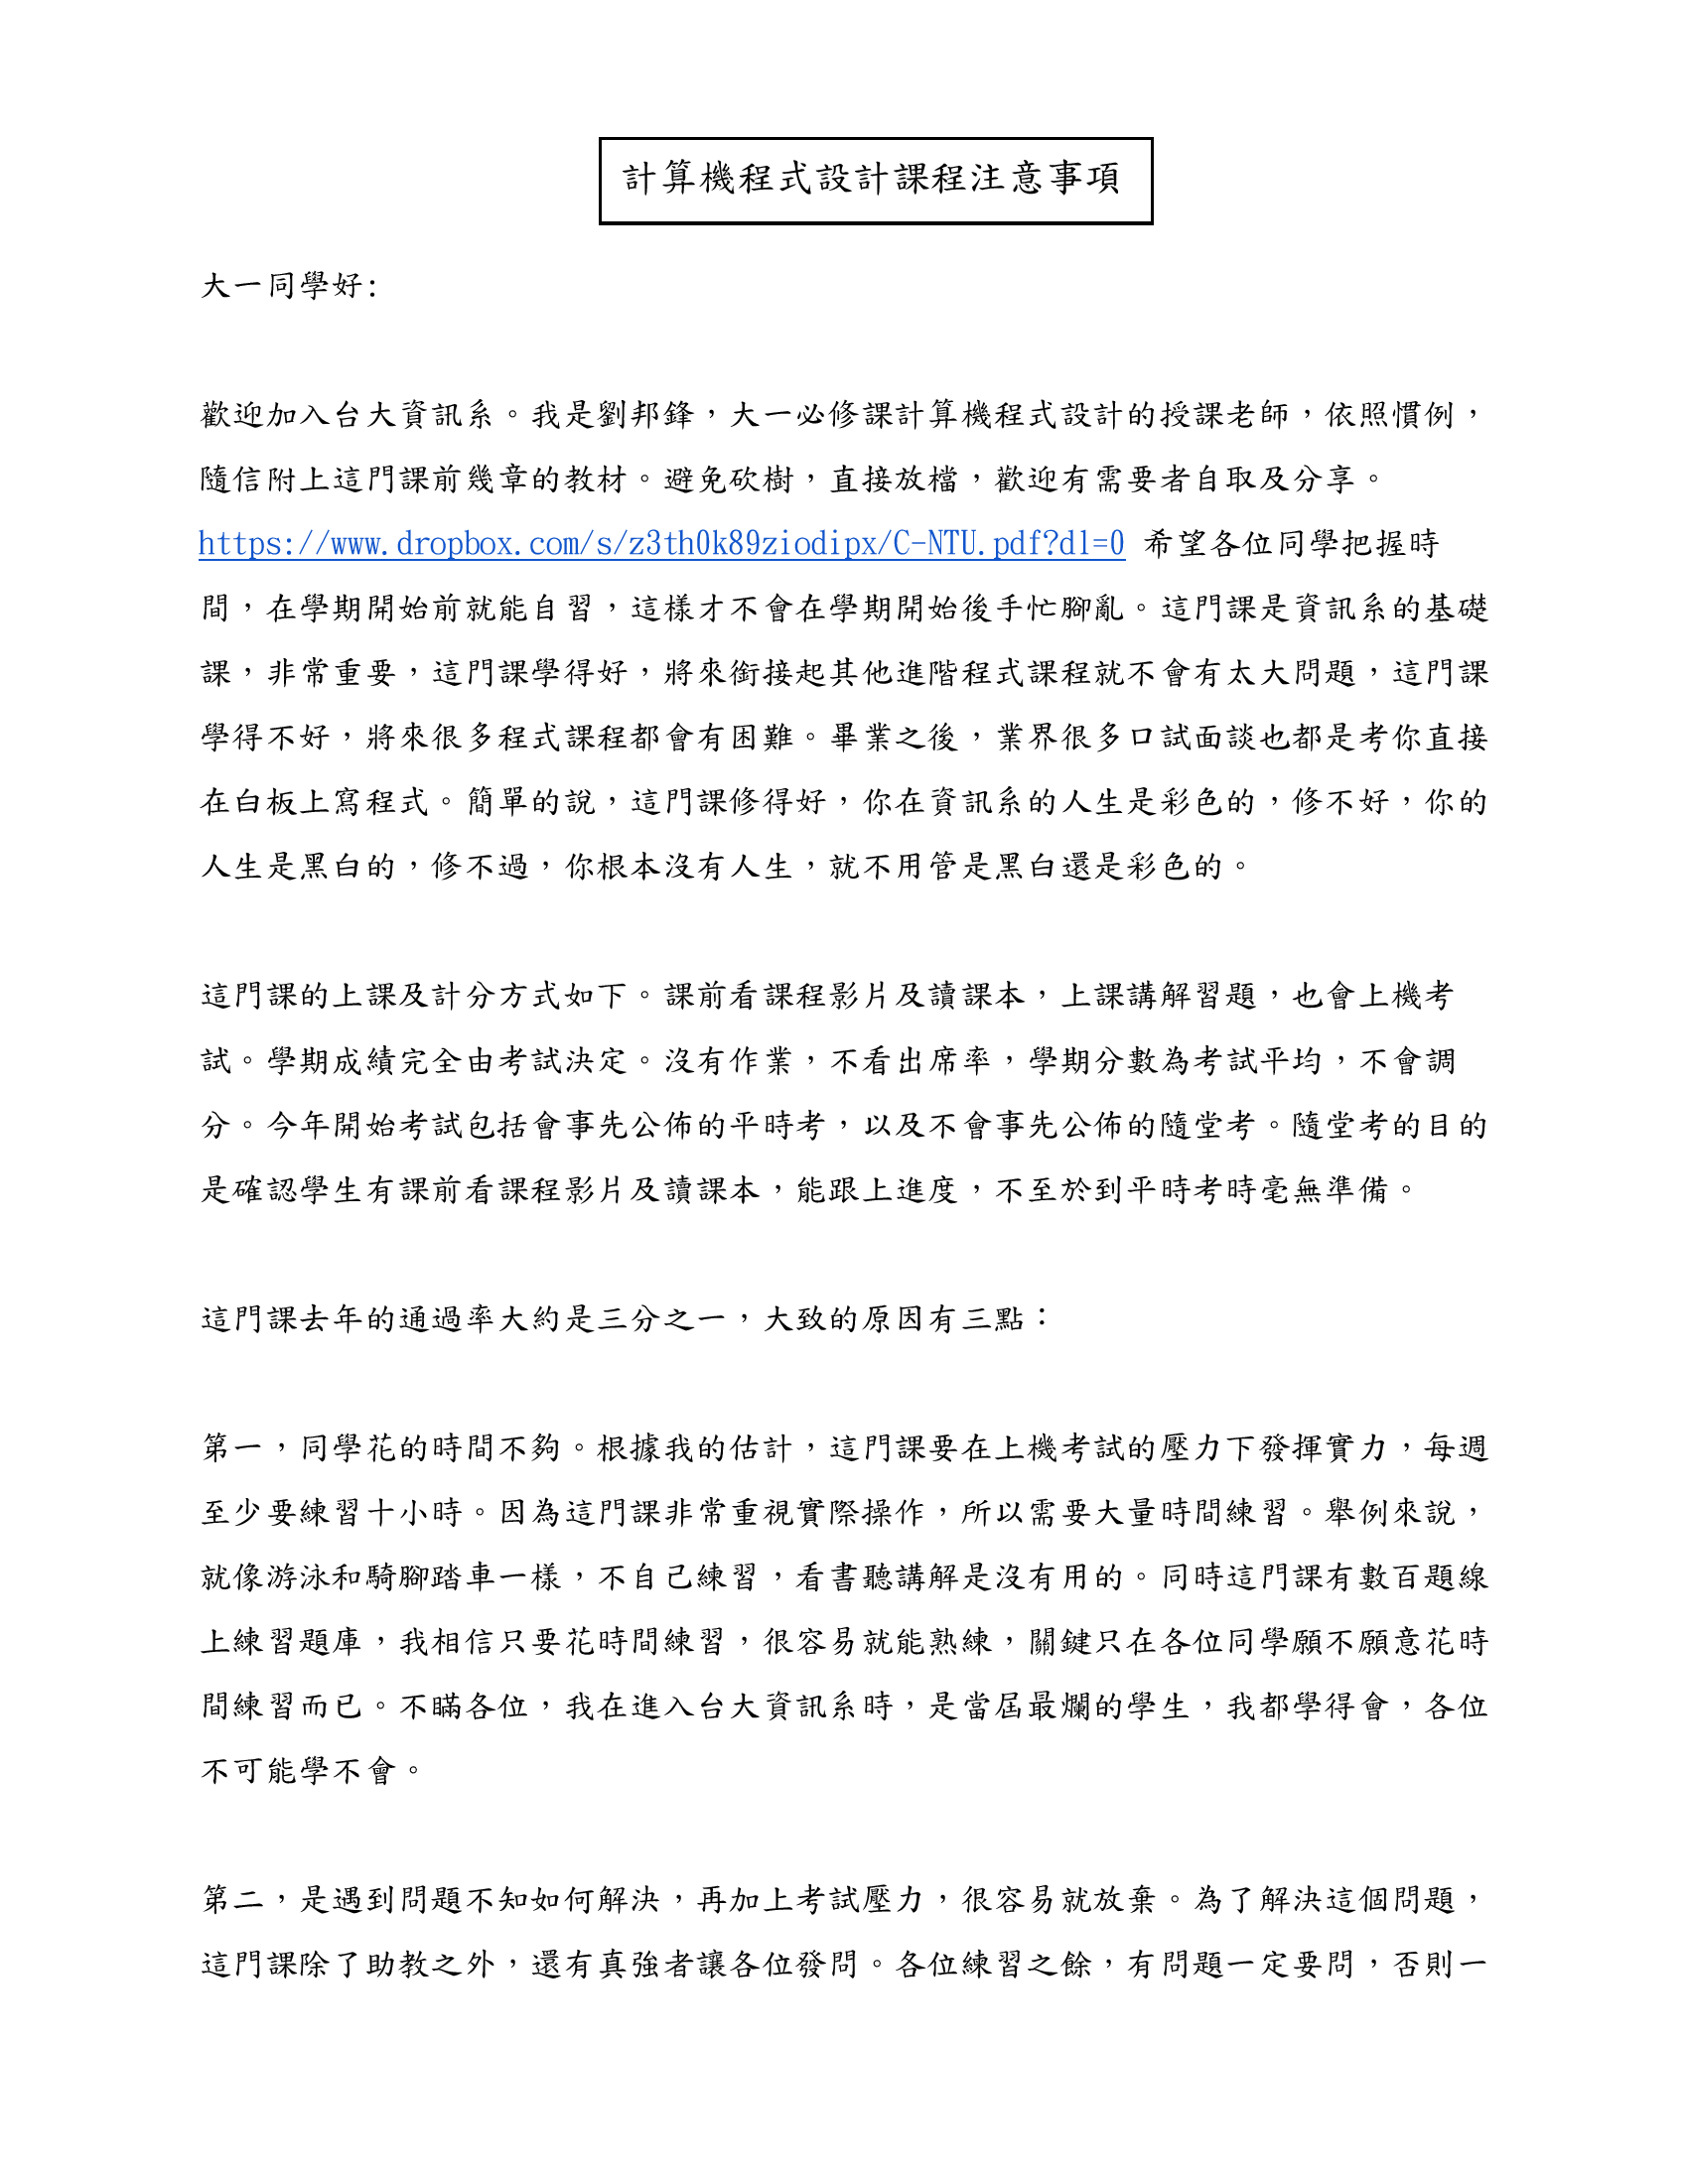 計算機程式設計課程注意事項
大一同學好:
歡迎加入台大資訊系。我是劉邦鋒，大一必修課計算機程式設計的授課老師，依照慣例，
隨信附上這門課前幾章的教材。避免砍樹，直接放檔，歡迎有需要者自取及分享。
https://www.dropbox.com/s/z3th0k89ziodipx/C-NTU.pdf?dl=0 希望各位同學把握時
間，在學期開始前就能自習，這樣才不會在學期開始後手忙腳亂。這門課是資訊系的基礎
課，非常重要，這門課學得好，將來銜接起其他進階程式課程就不會有太大問題，這門課
學得不好，將來很多程式課程都會有困難。畢業之後，業界很多口試面談也都是考你直接
在白板上寫程式。簡單的說，這門課修得好，你在資訊系的人生是彩色的，修不好，你的
人生是黑白的，修不過，你根本沒有人生，就不用管是黑白還是彩色的。
這門課的上課及計分方式如下。課前看課程影片及讀課本，上課講解習題，也會上機考
試。學期成績完全由考試決定。沒有作業，不看出席率，學期分數為考試平均，不會調
分。今年開始考試包括會事先公佈的平時考，以及不會事先公佈的隨堂考。隨堂考的目的
是確認學生有課前看課程影片及讀課本，能跟上進度，不至於到平時考時毫無準備。
這門課去年的通過率大約是三分之一，大致的原因有三點：
第一，同學花的時間不夠。根據我的估計，這門課要在上機考試的壓力下發揮實力，每週
至少要練習十小時。因為這門課非常重視實際操作，所以需要大量時間練習。舉例來說，
就像游泳和騎腳踏車一樣，不自己練習，看書聽講解是沒有用的。同時這門課有數百題線
上練習題庫，我相信只要花時間練習，很容易就能熟練，關鍵只在各位同學願不願意花時
間練習而已。不瞞各位，我在進入台大資訊系時，是當屆最爛的學生，我都學得會，各位
不可能學不會。
第二，是遇到問題不知如何解決，再加上考試壓力，很容易就放棄。為了解決這個問題，
這門課除了助教之外，還有真強者讓各位發問。各位練習之餘，有問題一定要問，否則一